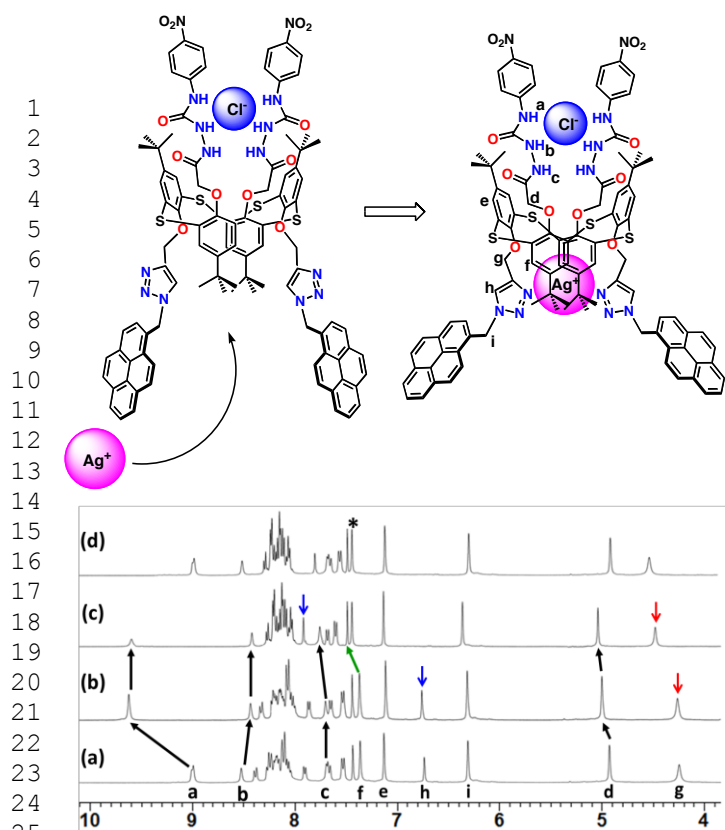 O₂N NO₂
NH Cl⁻ HN
O O
NH HN
NH HN
O O
O O
S S
S S
O O
N N
N=N N=N
Ag⁺
O₂N NO₂
NH a HN
Cl⁻
O O
NH b HN
NH c HN
O O
d
e O O
S S
S S
O O
g f
Ag⁺
h N N
N=N N=N
i
1
2
3
4
5
6
7
8
9
10
11
12
13
14
15
16
17
18
19
20
21
22
23
24
(d) *
(c)
(b)
(a)
a b c f e h i d g
10 9 8 7 6 5 4